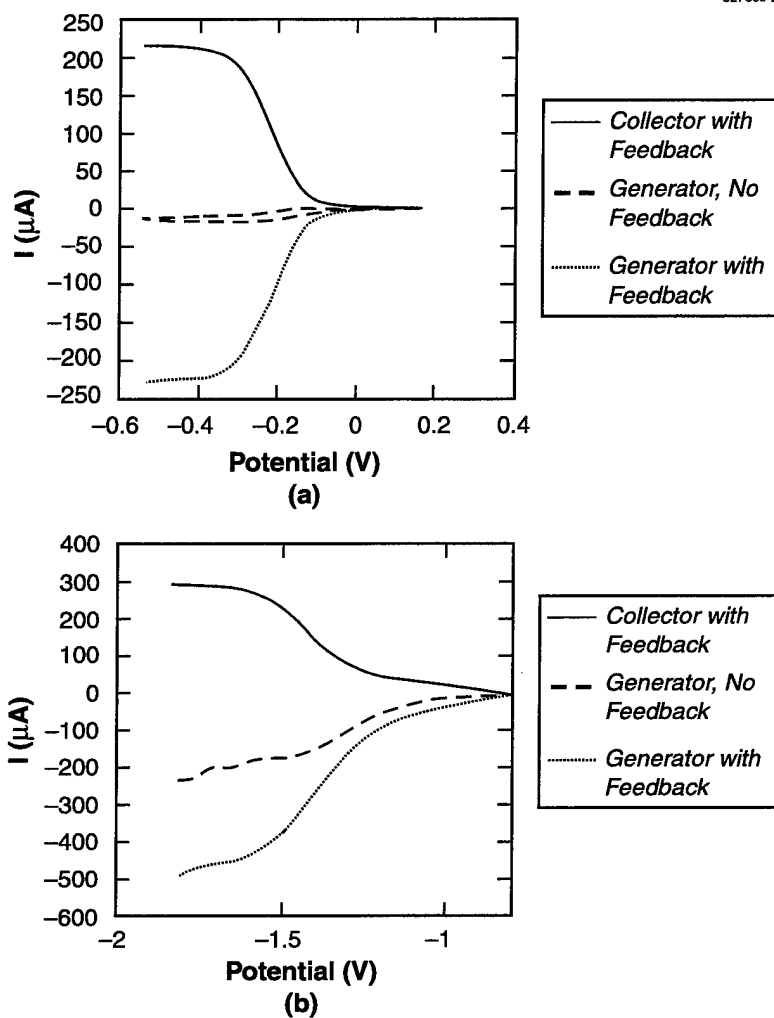 250
200
150
100
50
0
−50
−100
−150
−200
−250
I (μA)
−0.6
−0.4
−0.2
0
0.2
0.4
Potential (V)
(a)
Collector with
Feedback
Generator, No
Feedback
Generator with
Feedback
400
300
200
100
0
−100
−200
−300
−400
−500
−600
I (μA)
−2
−1.5
−1
Potential (V)
(b)
Collector with
Feedback
Generator, No
Feedback
Generator with
Feedback